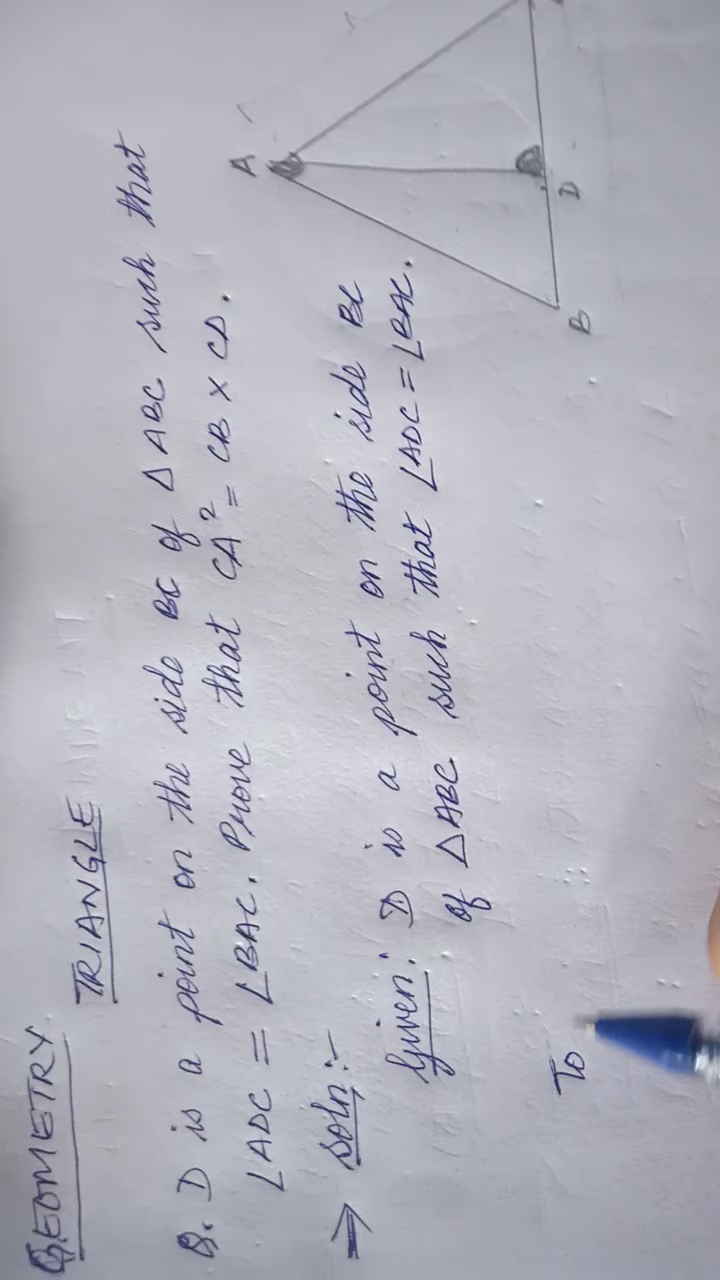 GEOMETRY.
TRIANGLE
Q. D is a point on the side BC of △ABC such that
∠ADC = ∠BAC. Prove that CA² = CB × CD.
⇒ Soln:-
Given: D is a point on the side BC
of △ABC such that ∠ADC = ∠BAC.
To
A
B
D